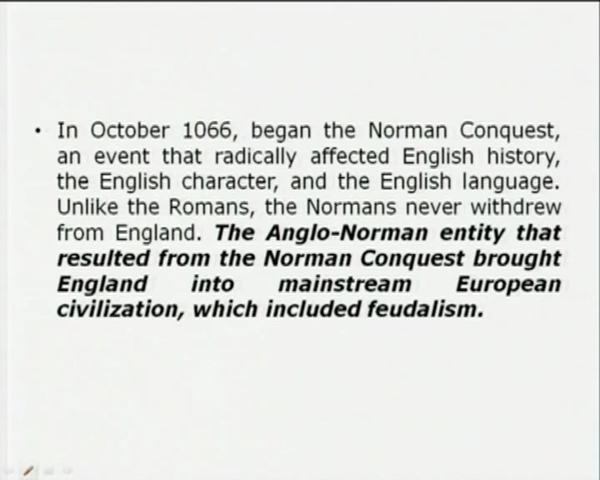 • In October 1066, began the Norman Conquest,
an event that radically affected English history,
the English character, and the English language.
Unlike the Romans, the Normans never withdrew
from England. The Anglo-Norman entity that
resulted from the Norman Conquest brought
England into mainstream European
civilization, which included feudalism.